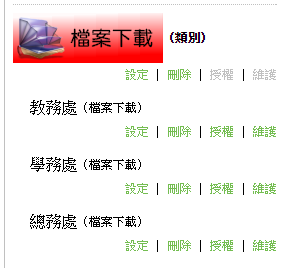 檔案下載 (類別)
設定 | 刪除 | 授權 | 維護
教務處 (檔案下載)
設定 | 刪除 | 授權 | 維護
學務處 (檔案下載)
設定 | 刪除 | 授權 | 維護
總務處 (檔案下載)
設定 | 刪除 | 授權 | 維護